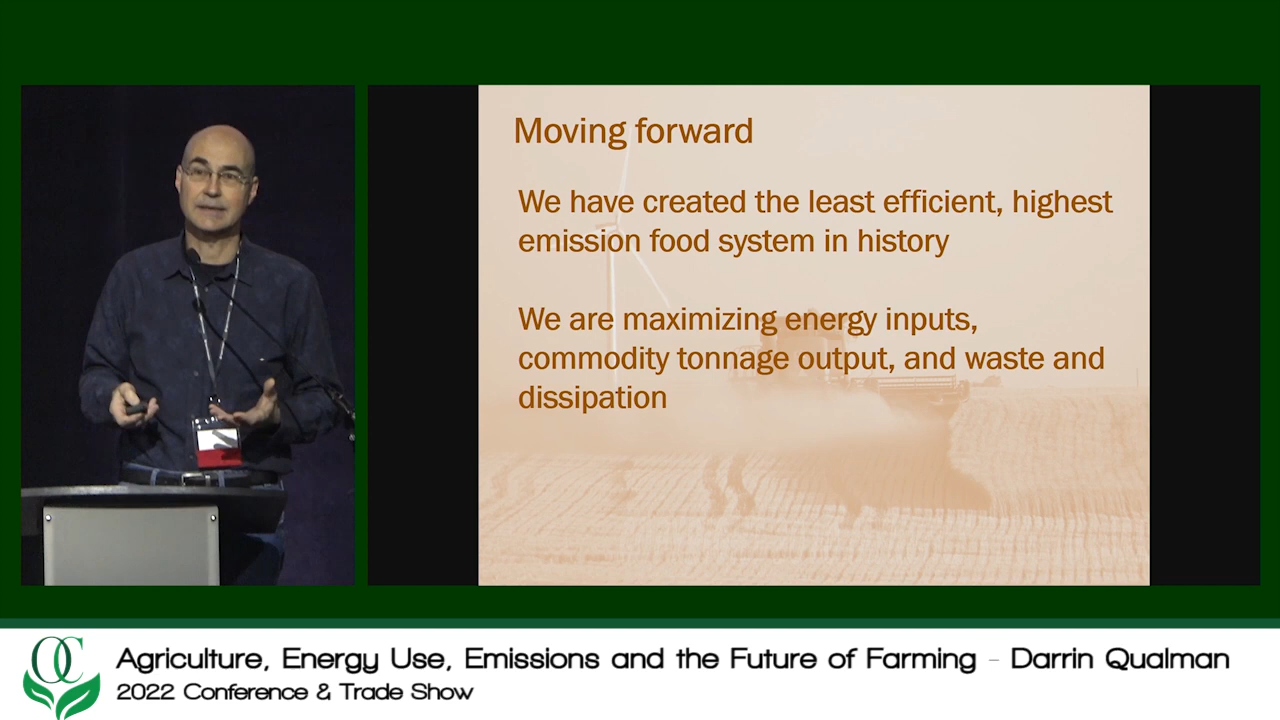 Moving forward
We have created the least efficient, highest
emission food system in history
We are maximizing energy inputs,
commodity tonnage output, and waste and
dissipation
OC
Agriculture, Energy Use, Emissions and the Future of Farming - Darrin Qualman
2022 Conference & Trade Show